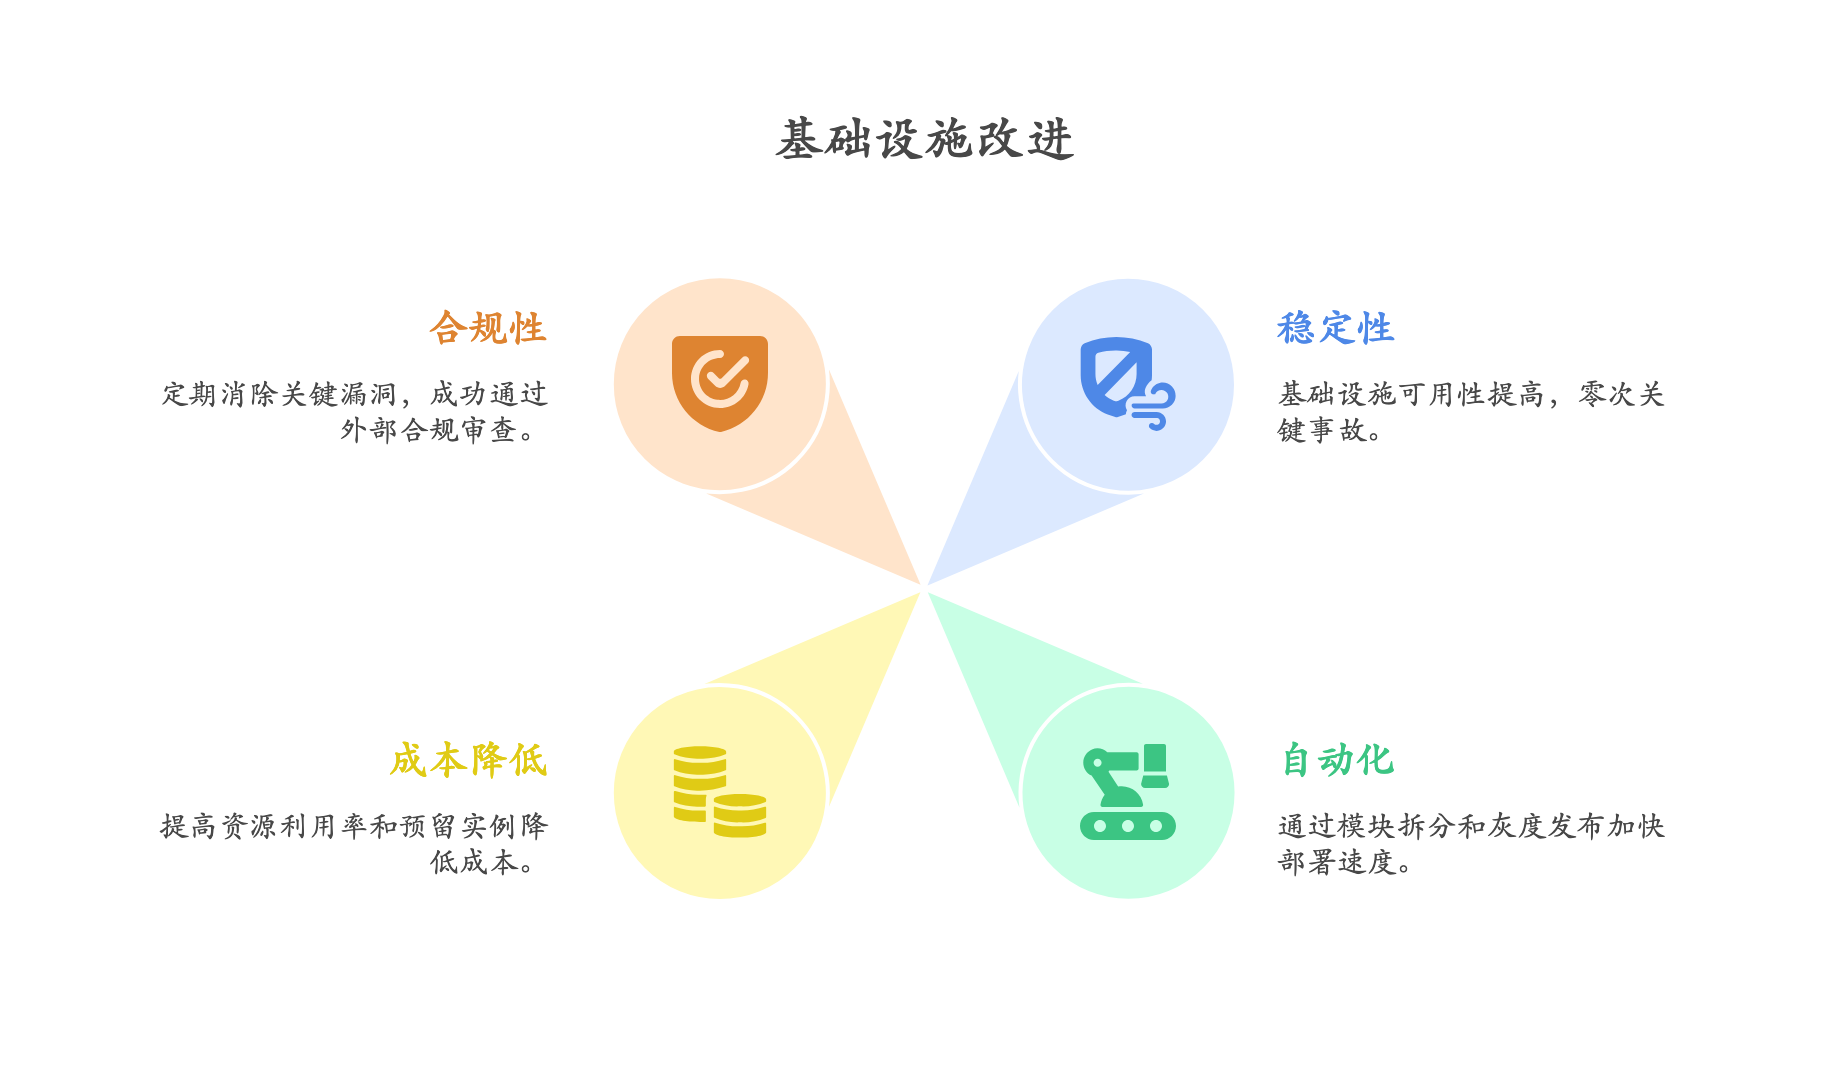 基础设施改进
合规性
定期消除关键漏洞，成功通过
外部合规审查。
稳定性
基础设施可用性提高，零次关
键事故。
成本降低
提高资源利用率和预留实例降
低成本。
自动化
通过模块拆分和灰度发布加快
部署速度。